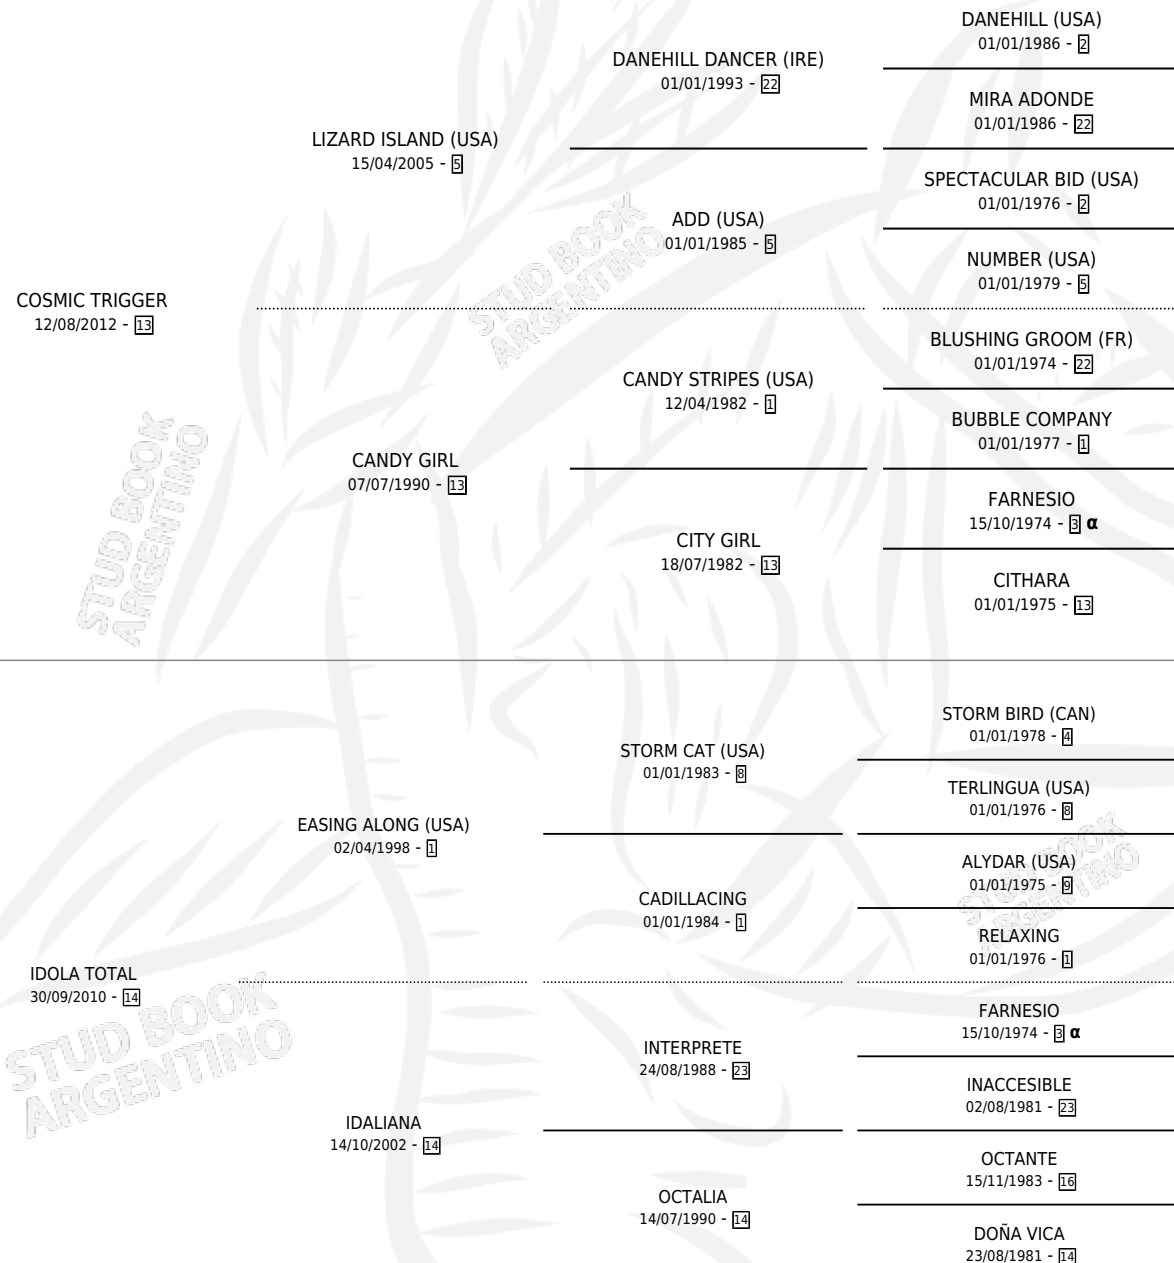 DANEHILL (USA)
01/01/1986 - 2
DANEHILL DANCER (IRE)
01/01/1993 - 22
MIRA ADONDE
01/01/1986 - 22
LIZARD ISLAND (USA)
15/04/2005 - 5
SPECTACULAR BID (USA)
01/01/1976 - 2
ADD (USA)
01/01/1985 - 5
NUMBER (USA)
01/01/1979 - 5
COSMIC TRIGGER
12/08/2012 - 13
STUD BOOK
ARGENTINO
BLUSHING GROOM (FR)
01/01/1974 - 22
CANDY STRIPES (USA)
12/04/1982 - 1
BUBBLE COMPANY
01/01/1977 - 1
CANDY GIRL
07/07/1990 - 13
FARNESIO
15/10/1974 - 3 α
CITY GIRL
18/07/1982 - 13
CITHARA
01/01/1975 - 13
STUD BOOK
ARGENTINO
STORM BIRD (CAN)
01/01/1978 - 4
STORM CAT (USA)
01/01/1983 - 8
TERLINGUA (USA)
01/01/1976 - 8
EASING ALONG (USA)
02/04/1998 - 1
ALYDAR (USA)
01/01/1975 - 9
CADILLACING
01/01/1984 - 1
RELAXING
01/01/1976 - 1
STUD BOOK
ARGENTINO
IDOLA TOTAL
30/09/2010 - 14
STUD BOOK
ARGENTINO
FARNESIO
15/10/1974 - 3 α
INTERPRETE
24/08/1988 - 23
INACCESIBLE
02/08/1981 - 23
IDALIANA
14/10/2002 - 14
OCTANTE
15/11/1983 - 16
OCTALIA
14/07/1990 - 14
DOÑA VICA
23/08/1981 - 14